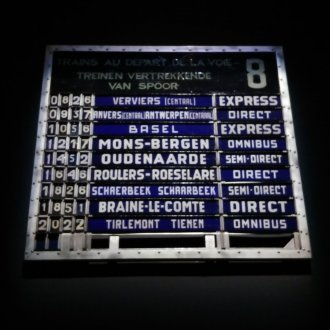 TRAINS AU DEPART DE LA VOIE
TREINEN VERTREKKENDE
VAN SPOOR
8
0826 VERVIERS (CENTRAL) EXPRESS
0937 ANVERS (CENTRAL) ANTWERPEN (CENTRAAL) DIRECT
1056 BASEL EXPRESS
1217 MONS-BERGEN OMNIBUS
1452 OUDENAARDE SEMI-DIRECT
1646 ROULERS-ROESELARE DIRECT
1826 SCHAERBEEK SCHAARBEEK SEMI-DIRECT
1851 BRAINE-LE-COMTE DIRECT
2022 TIRLEMONT TIENEN OMNIBUS